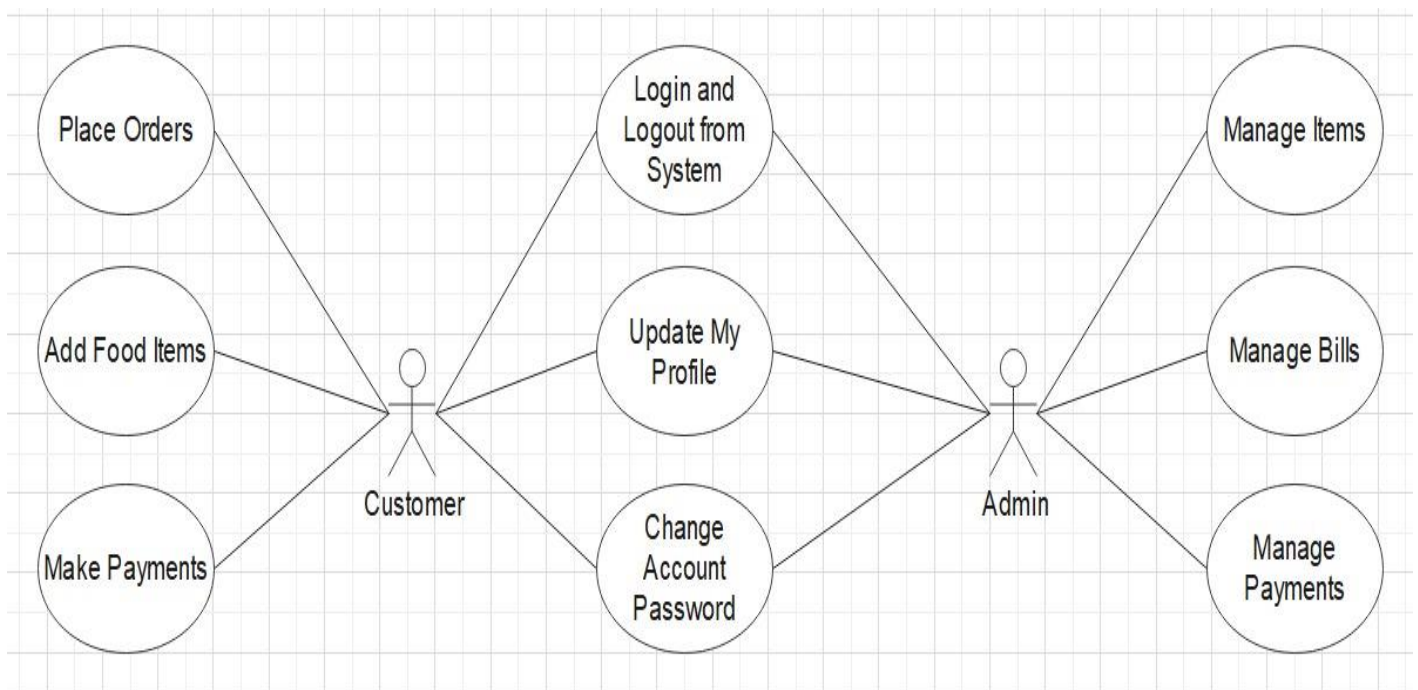 Place Orders
Add Food Items
Make Payments
Customer
Login and
Logout from
System
Update My
Profile
Change
Account
Password
Admin
Manage Items
Manage Bills
Manage
Payments